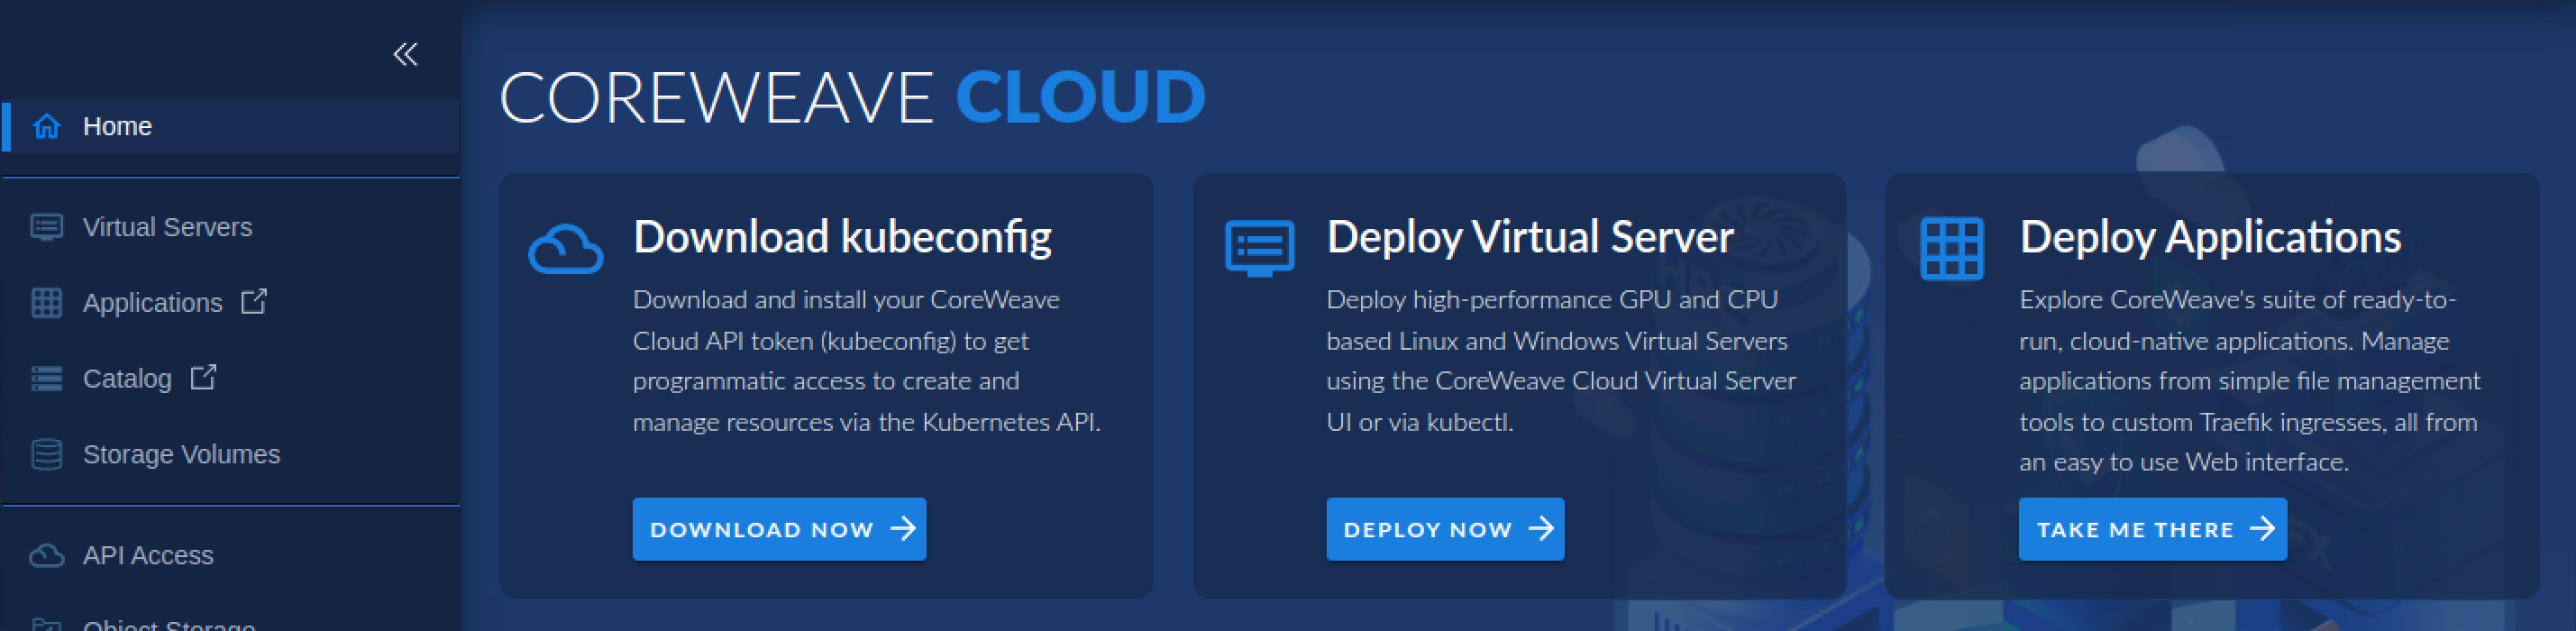 Home
Virtual Servers
Applications
Catalog
Storage Volumes
API Access
Object Storage
COREWEAVE CLOUD
Download kubeconfig
Download and install your CoreWeave
Cloud API token (kubeconfig) to get
programmatic access to create and
manage resources via the Kubernetes API.
DOWNLOAD NOW
Deploy Virtual Server
Deploy high-performance GPU and CPU
based Linux and Windows Virtual Servers
using the CoreWeave Cloud Virtual Server
UI or via kubectl.
DEPLOY NOW
Deploy Applications
Explore CoreWeave's suite of ready-to-
run, cloud-native applications. Manage
applications from simple file management
tools to custom Traefik ingresses, all from
an easy to use Web interface.
TAKE ME THERE